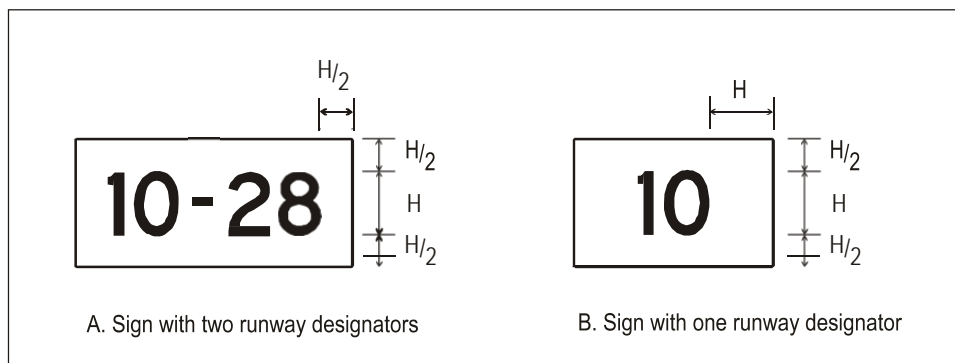 H/2
H
10-28
H/2
H
H/2
10
H/2
H
H/2
A. Sign with two runway designators
B. Sign with one runway designator